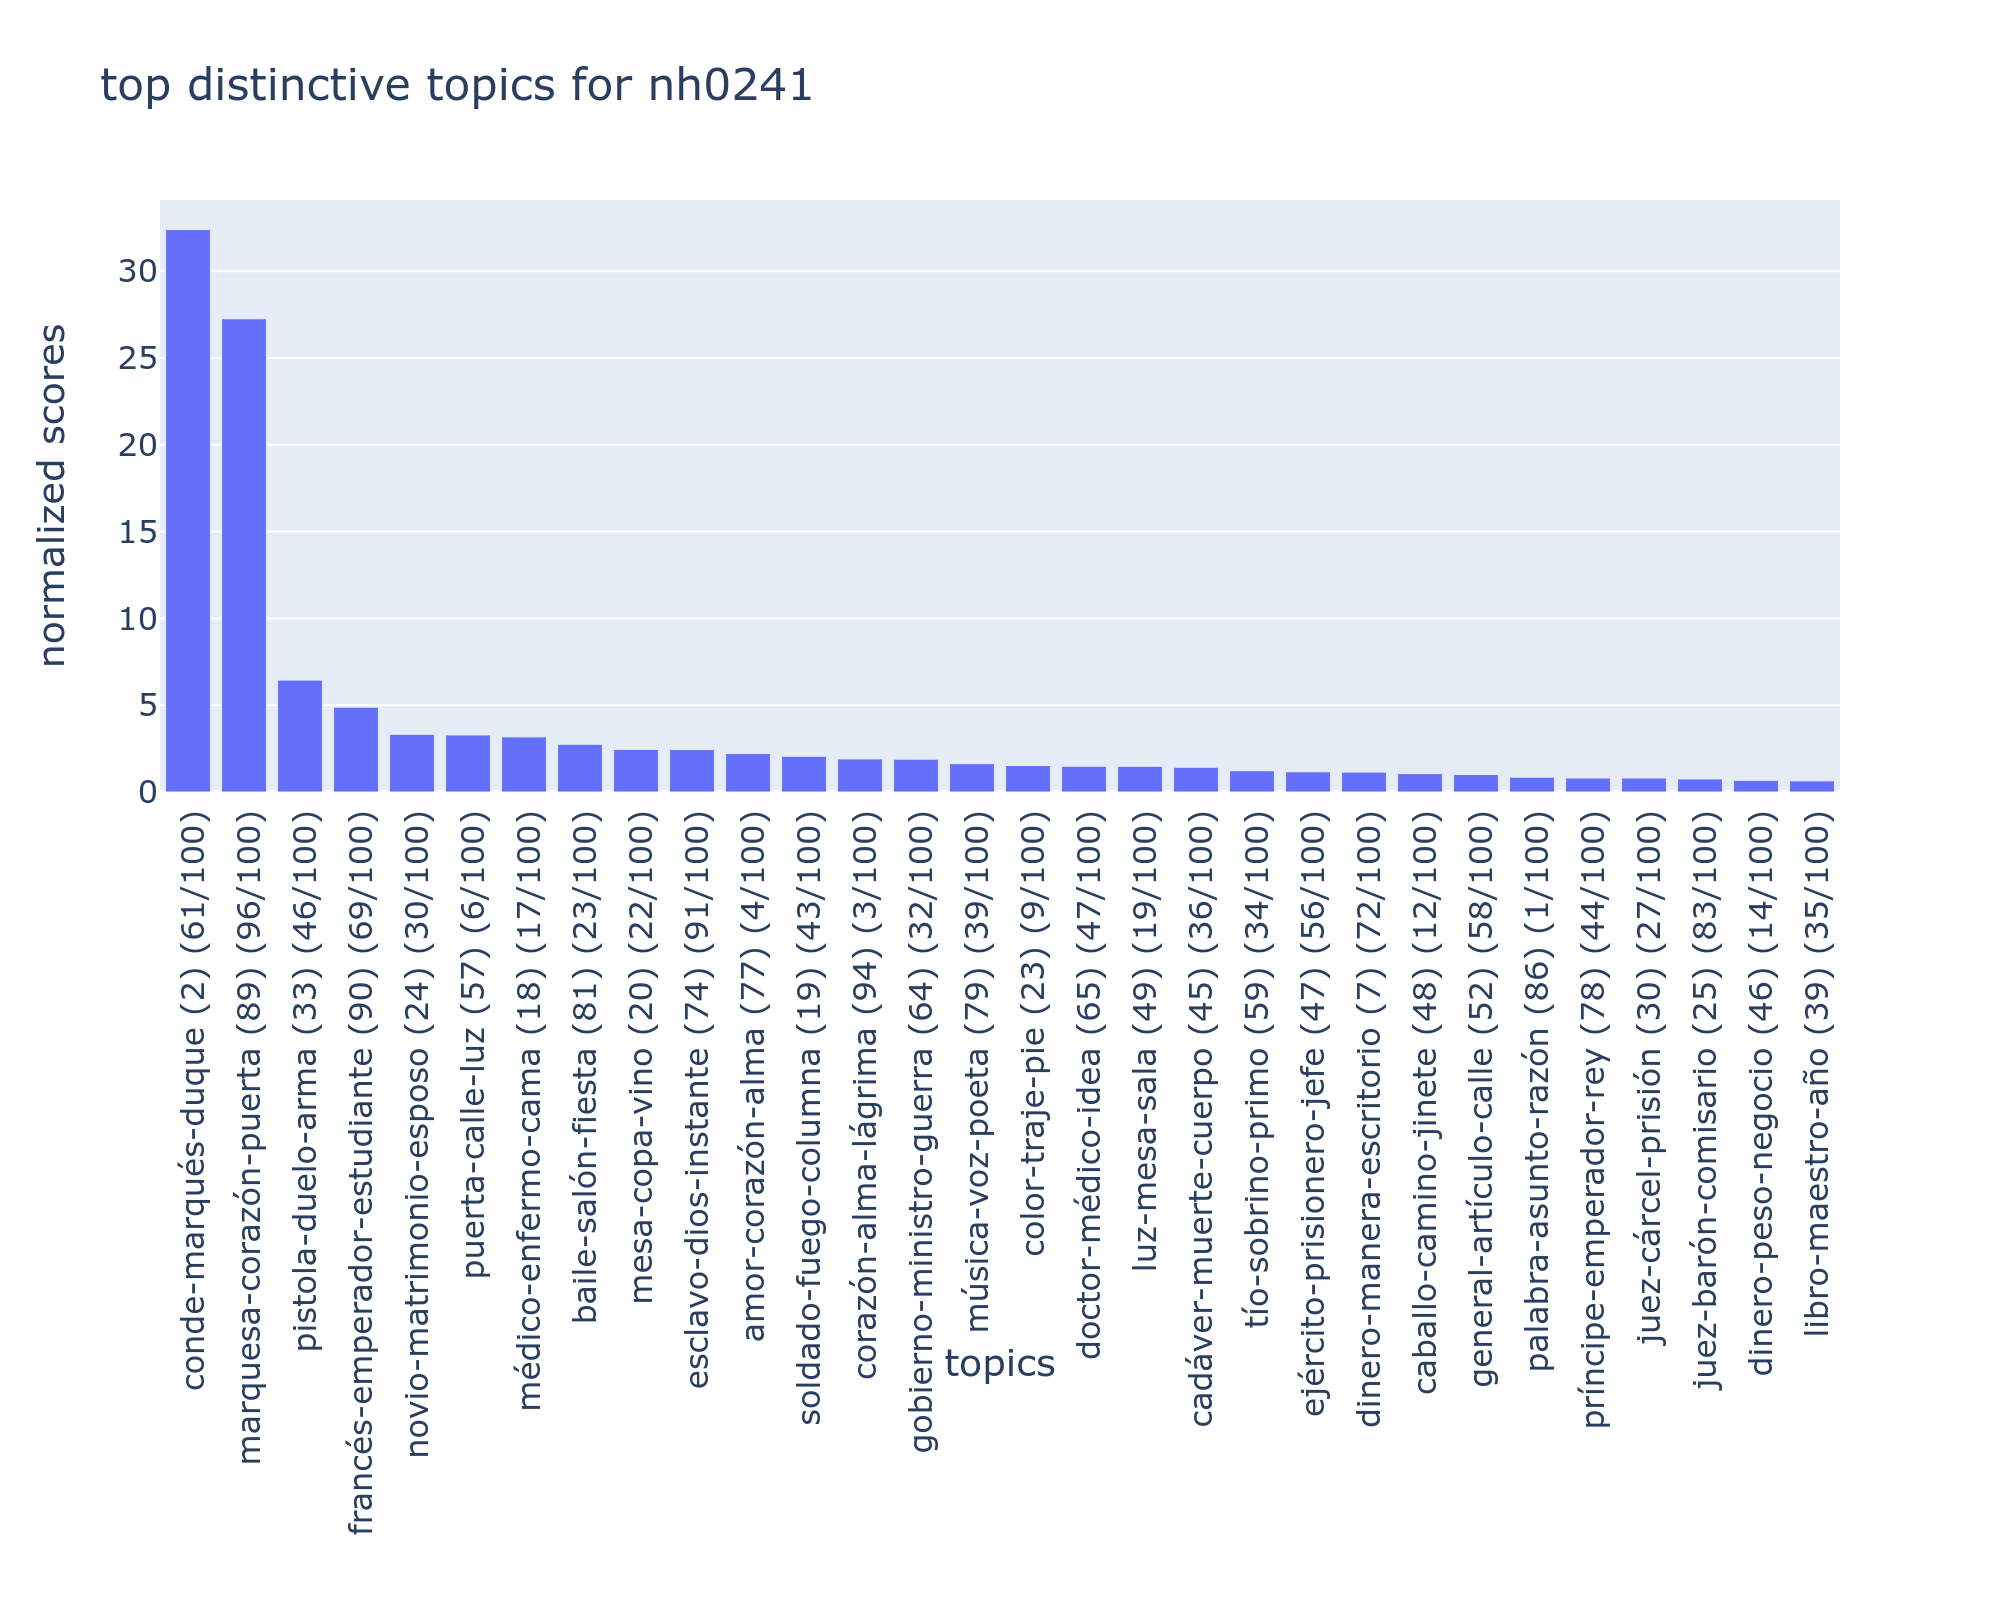 top distinctive topics for nh0241
normalized scores
30
25
20
15
10
5
0
conde-marqués-duque (2) (61/100)
marquesa-corazón-puerta (89) (96/100)
pistola-duelo-arma (33) (46/100)
francés-emperador-estudiante (90) (69/100)
novio-matrimonio-esposo (24) (30/100)
puerta-calle-luz (57) (6/100)
médico-enfermo-cama (18) (17/100)
baile-salón-fiesta (81) (23/100)
mesa-copa-vino (20) (22/100)
esclavo-dios-instante (74) (91/100)
amor-corazón-alma (77) (4/100)
soldado-fuego-columna (19) (43/100)
corazón-alma-lágrima (94) (3/100)
gobierno-ministro-guerra (64) (32/100)
música-voz-poeta (79) (39/100)
color-traje-pie (23) (9/100)
doctor-médico-idea (65) (47/100)
luz-mesa-sala (49) (19/100)
cadáver-muerte-cuerpo (45) (36/100)
tío-sobrino-primo (59) (34/100)
ejército-prisionero-jefe (47) (56/100)
dinero-manera-escritorio (7) (72/100)
caballo-camino-jinete (48) (12/100)
general-artículo-calle (52) (58/100)
palabra-asunto-razón (86) (1/100)
príncipe-emperador-rey (78) (44/100)
juez-cárcel-prisión (30) (27/100)
juez-barón-comisario (25) (83/100)
dinero-peso-negocio (46) (14/100)
libro-maestro-año (39) (35/100)
topics